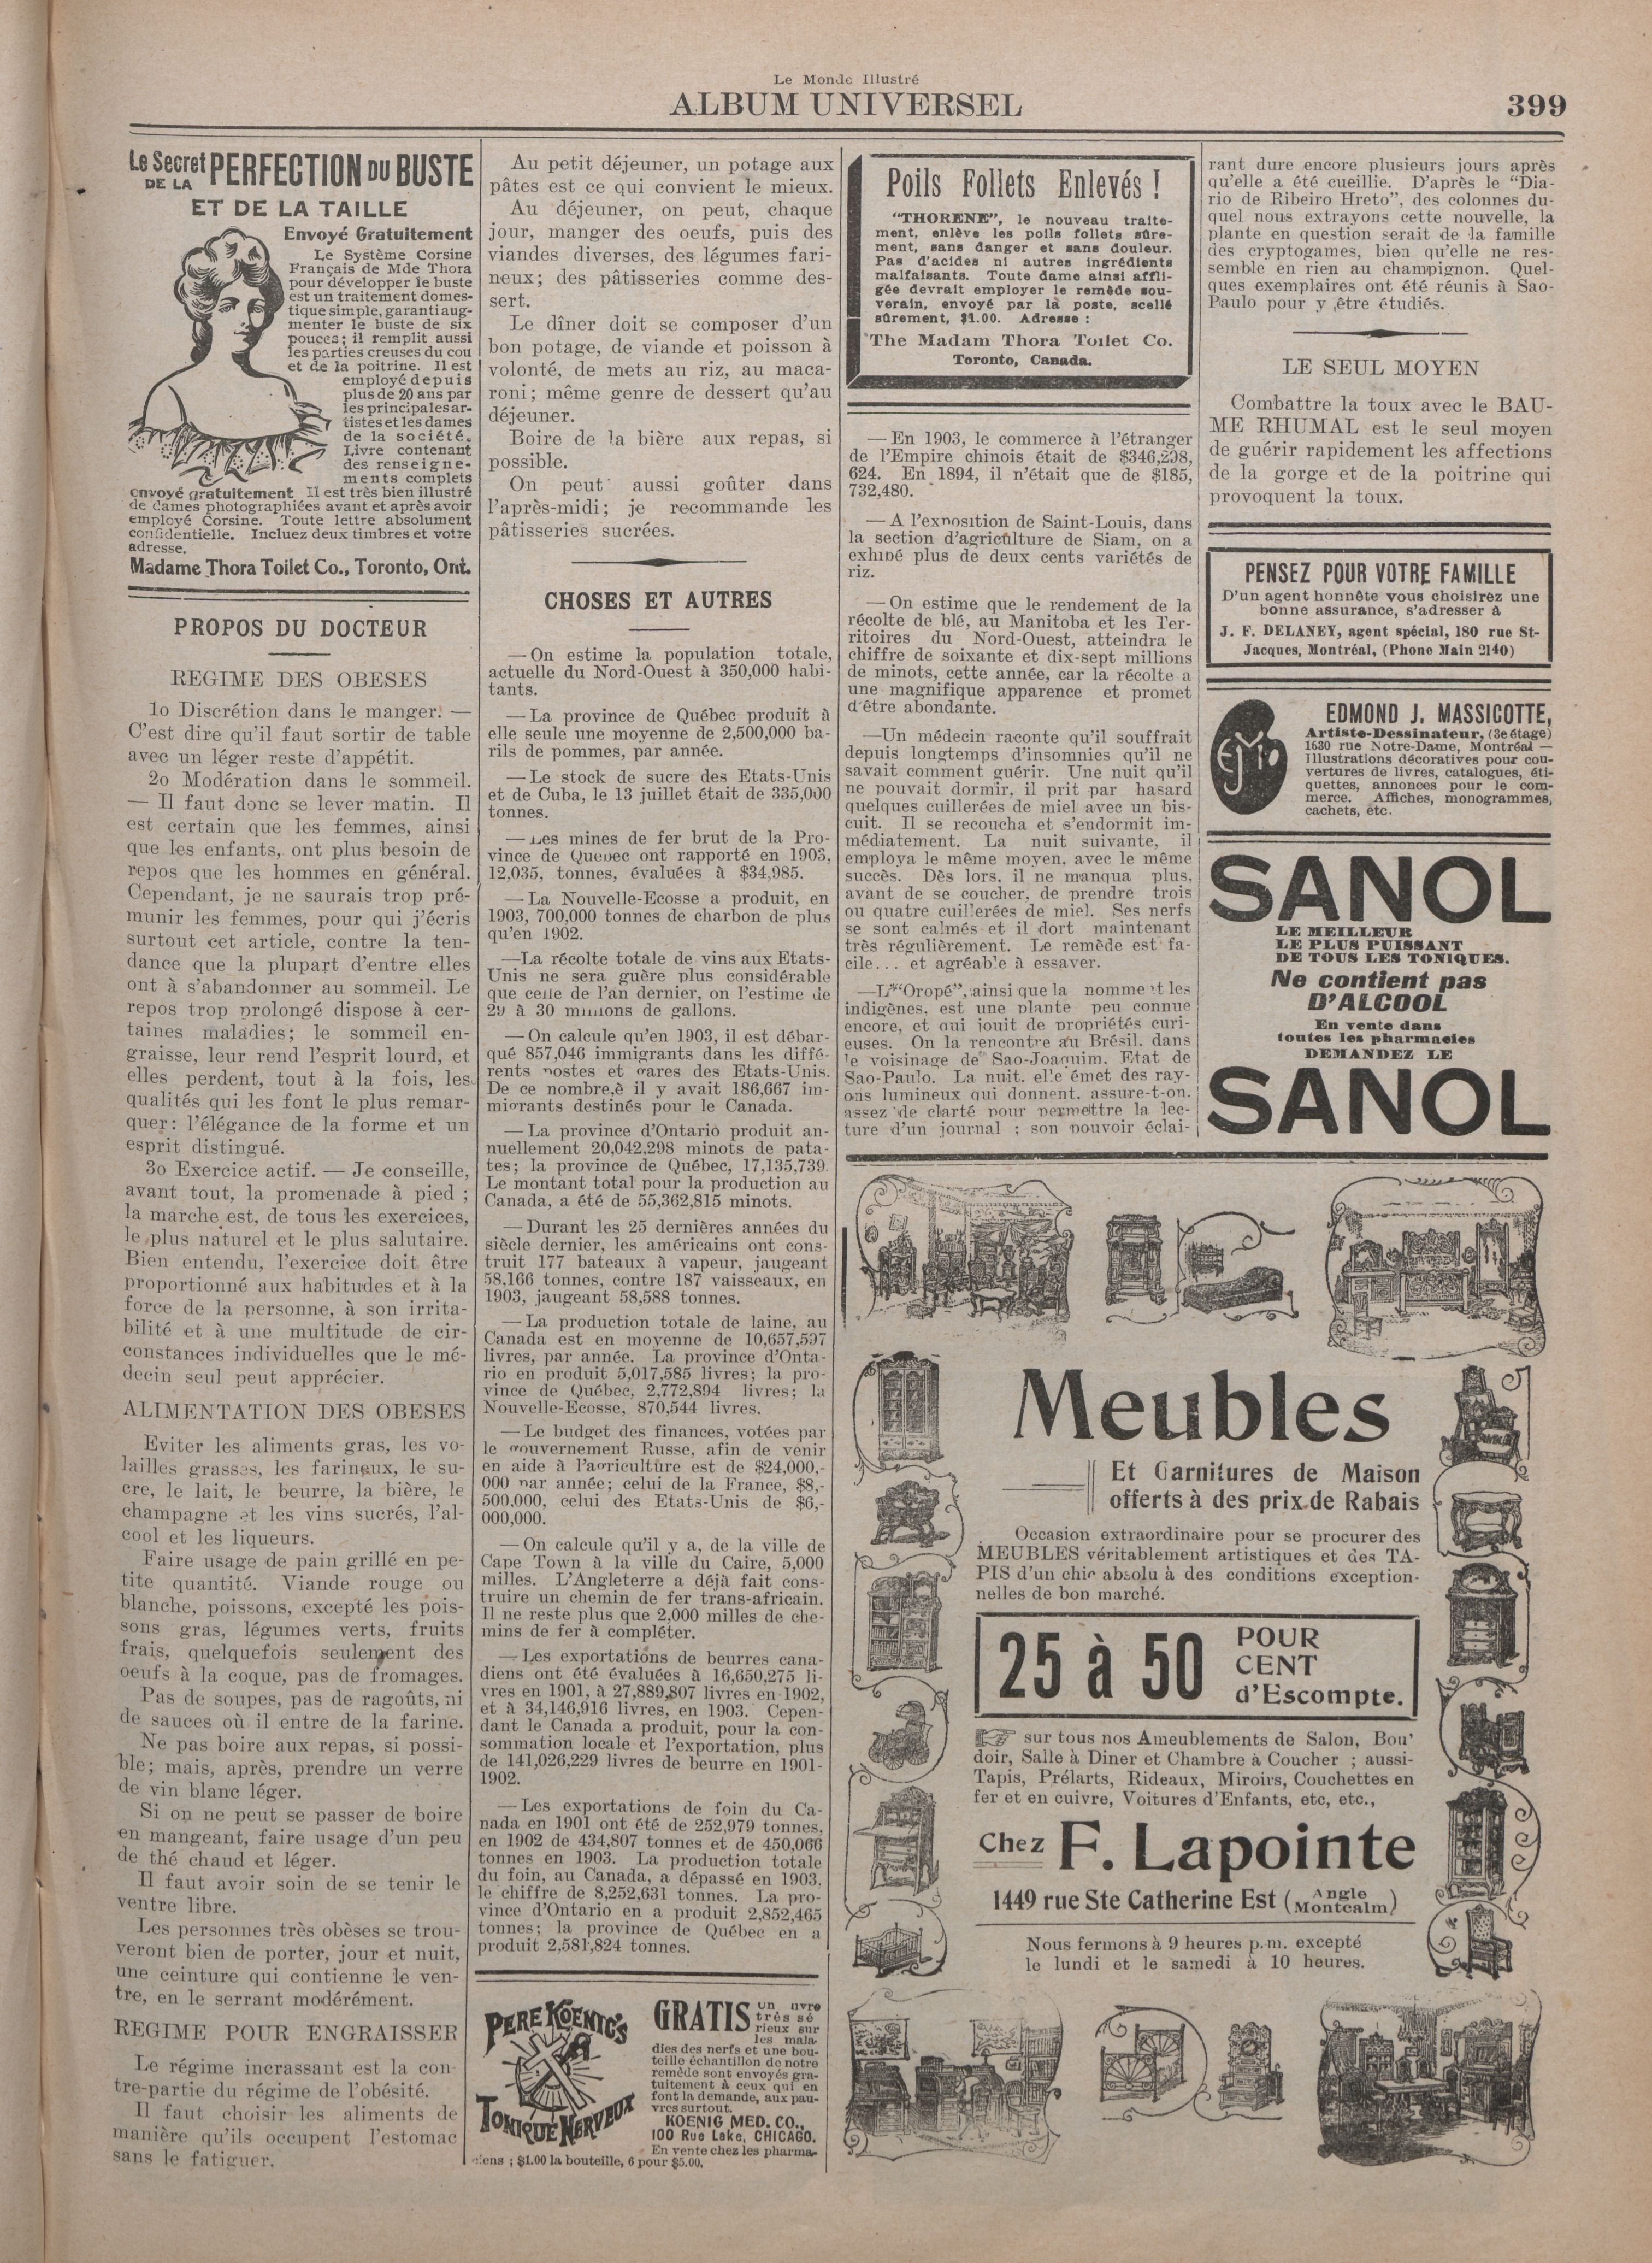 Le Monde Illustré
ALBUM UNIVERSEL
399
Le Secret DE LA PERFECTION DU BUSTE
ET DE LA TAILLE
Envoyé Gratuitement
Le Système Corsine
Français de Mde Thora
pour développer le buste
est un traitement domes-
tique simple, garanti aug-
menter le buste de six
pouces; il remplit aussi
les parties creuses du cou
et de la poitrine. Il est
employé depuis
plus de 20 ans par
les principales ar-
tistes et les dames
de la société.
Livre contenant
des renseigne-
ments complets
envoyé gratuitement Il est très bien illustré
de dames photographiées avant et après avoir
employé Corsine. Toute lettre absolument
confidentielle. Incluez deux timbres et votre
adresse.
Madame Thora Toilet Co., Toronto, Ont.
PROPOS DU DOCTEUR
REGIME DES OBESES
1o Discrétion dans le manger. —
C'est dire qu'il faut sortir de table
avec un léger reste d'appétit.
2o Modération dans le sommeil.
— Il faut donc se lever matin. Il
est certain que les femmes, ainsi
que les enfants, ont plus besoin de
repos que les hommes en général.
Cependant, je ne saurais trop pré-
munir les femmes, pour qui j'écris
surtout cet article, contre la ten-
dance que la plupart d'entre elles
ont à s'abandonner au sommeil. Le
repos trop prolongé dispose à cer-
taines maladies; le sommeil en-
graisse, leur rend l'esprit lourd, et
elles perdent, tout à la fois, les
qualités qui les font le plus remar-
quer: l'élégance de la forme et un
esprit distingué.
3o Exercice actif. — Je conseille,
avant tout, la promenade à pied ;
la marche est, de tous les exercices,
le plus naturel et le plus salutaire.
Bien entendu, l'exercice doit être
proportionné aux habitudes et à la
force de la personne, à son irrita-
bilité et à une multitude de cir-
constances individuelles que le mé-
decin seul peut apprécier.
ALIMENTATION DES OBESES
Eviter les aliments gras, les vo-
lailles grasses, les farineux, le su-
cre, le lait, le beurre, la bière, le
champagne et les vins sucrés, l'al-
cool et les liqueurs.
Faire usage de pain grillé en pe-
tite quantité. Viande rouge ou
blanche, poissons, excepté les pois-
sons gras, légumes verts, fruits
frais, quelquefois seulement des
oeufs à la coque, pas de fromages.
Pas de soupes, pas de ragoûts, ni
de sauces où il entre de la farine.
Ne pas boire aux repas, si possi-
ble; mais, après, prendre un verre
de vin blanc léger.
Si on ne peut se passer de boire
en mangeant, faire usage d'un peu
de thé chaud et léger.
Il faut avoir soin de se tenir le
ventre libre.
Les personnes très obèses se trou-
veront bien de porter, jour et nuit,
une ceinture qui contienne le ven-
tre, en le serrant modérément.
REGIME POUR ENGRAISSER
Le régime incrassant est la con-
tre-partie du régime de l'obésité.
Il faut choisir les aliments de
manière qu'ils occupent l'estomac
sans le fatiguer.
Au petit déjeuner, un potage aux
pâtes est ce qui convient le mieux.
Au déjeuner, on peut, chaque
jour, manger des oeufs, puis des
viandes diverses, des légumes fari-
neux; des pâtisseries comme des-
sert.
Le dîner doit se composer d'un
bon potage, de viande et poisson à
volonté, de mets au riz, au maca-
roni; même genre de dessert qu'au
déjeuner.
Boire de la bière aux repas, si
possible.
On peut aussi goûter dans
l'après-midi; je recommande les
pâtisseries sucrées.
CHOSES ET AUTRES
—On estime la population totale,
actuelle du Nord-Ouest à 350,000 habi-
tants.
—La province de Québec produit à
elle seule une moyenne de 2,500,000 ba-
rils de pommes, par année.
—Le stock de sucre des Etats-Unis
et de Cuba, le 13 juillet était de 335,000
tonnes.
—Les mines de fer brut de la Pro-
vince de Quebec ont rapporté en 1903,
12,035, tonnes, évaluées à $34,985.
—La Nouvelle-Ecosse a produit, en
1903, 700,000 tonnes de charbon de plus
qu'en 1902.
—La récolte totale de vins aux Etats-
Unis ne sera guère plus considérable
que celle de l'an dernier, on l'estime de
29 à 30 millions de gallons.
—On calcule qu'en 1903, il est débar-
qué 857,046 immigrants dans les diffé-
rents postes et gares des Etats-Unis.
De ce nombre,è il y avait 186,667 im-
migrants destinés pour le Canada.
—La province d'Ontario produit an-
nuellement 20,042,298 minots de pata-
tes; la province de Québec, 17,135,739.
Le montant total pour la production au
Canada, a été de 55,362,815 minots.
—Durant les 25 dernières années du
siècle dernier, les américains ont cons-
truit 177 bateaux à vapeur, jaugeant
58,166 tonnes, contre 187 vaisseaux, en
1903, jaugeant 58,588 tonnes.
—La production totale de laine, au
Canada est en moyenne de 10,657,597
livres, par année. La province d'Onta-
rio en produit 5,017,585 livres; la pro-
vince de Québec, 2,772,894 livres; la
Nouvelle-Ecosse, 870,544 livres.
—Le budget des finances, votées par
le gouvernement Russe, afin de venir
en aide à l'agriculture est de $24,000,-
000 par année; celui de la France, $8,-
500,000, celui des Etats-Unis de $6,-
000,000.
—On calcule qu'il y a, de la ville de
Cape Town à la ville du Caire, 5,000
milles. L'Angleterre a déjà fait cons-
truire un chemin de fer trans-africain.
Il ne reste plus que 2,000 milles de che-
mins de fer à compléter.
—Les exportations de beurres cana-
diens ont été évaluées à 16,650,275 li-
vres en 1901, à 27,889,807 livres en 1902,
et à 34,146,916 livres, en 1903. Cepen-
dant le Canada a produit, pour la con-
sommation locale et l'exportation, plus
de 141,026,229 livres de beurre en 1901-
1902.
—Les exportations de foin du Ca-
nada en 1901 ont été de 252,979 tonnes,
en 1902 de 434,807 tonnes et de 450,066
tonnes en 1903. La production totale
du foin, au Canada, a dépassé en 1903,
le chiffre de 8,252,631 tonnes. La pro-
vince d'Ontario en a produit 2,852,465
tonnes; la province de Québec en a
produit 2,581,824 tonnes.
PERE KOENIG'S
TONIQUE NERVEUX
GRATIS un livre
très sé
rieux sur
les mala-
dies des nerfs et une bou-
teille échantillon de notre
remède sont envoyés gra-
tuitement à ceux qui en
font la demande, aux pau-
vres surtout.
KOENIG MED. CO.,
100 Rue Lake, CHICAGO.
En vente chez les pharma-
ciens ; $1.00 la bouteille, 6 pour $5.00.
Poils Follets Enlevés !
"THORENE", le nouveau traite-
ment, enlève les poils follets sûre-
ment, sans danger et sans douleur.
Pas d'acides ni autres ingrédients
malfaisants. Toute dame ainsi affli-
gée devrait employer le remède sou-
verain, envoyé par la poste, scellé
sûrement, $1.00. Adresse :
The Madam Thora Toilet Co.
Toronto, Canada.
—En 1903, le commerce à l'étranger
de l'Empire chinois était de $346,298,
624. En 1894, il n'était que de $185,
732,480.
—A l'exposition de Saint-Louis, dans
la section d'agriculture de Siam, on a
exhibé plus de deux cents variétés de
riz.
—On estime que le rendement de la
récolte de blé, au Manitoba et les Ter-
ritoires du Nord-Ouest, atteindra le
chiffre de soixante et dix-sept millions
de minots, cette année, car la récolte a
une magnifique apparence et promet
d'être abondante.
—Un médecin raconte qu'il souffrait
depuis longtemps d'insomnies qu'il ne
savait comment guérir. Une nuit qu'il
ne pouvait dormir, il prit par hasard
quelques cuillerées de miel avec un bis-
cuit. Il se recoucha et s'endormit im-
médiatement. La nuit suivante, il
employa le même moyen, avec le même
succès. Dès lors, il ne manqua plus,
avant de se coucher, de prendre trois
ou quatre cuillerées de miel. Ses nerfs
se sont calmés et il dort maintenant
très régulièrement. Le remède est fa-
cile... et agréable à essayer.
—L'"Oropé", ainsi que la nomment les
indigènes, est une plante peu connue
encore, et qui jouit de propriétés curi-
euses. On la rencontre au Brésil. dans
le voisinage de Sao-Joaquim. Etat de
Sao-Paulo. La nuit. elle émet des ray-
ons lumineux qui donnent, assure-t-on.
assez de clarté pour permettre la lec-
ture d'un journal ; son pouvoir éclai-
rant dure encore plusieurs jours après
qu'elle a été cueillie. D'après le "Dia-
rio de Ribeiro Hreto", des colonnes du-
quel nous extrayons cette nouvelle, la
plante en question serait de la famille
des cryptogames, bien qu'elle ne res-
semble en rien au champignon. Quel-
ques exemplaires ont été réunis à Sao-
Paulo pour y être étudiés.
LE SEUL MOYEN
Combattre la toux avec le BAU-
ME RHUMAL est le seul moyen
de guérir rapidement les affections
de la gorge et de la poitrine qui
provoquent la toux.
PENSEZ POUR VOTRE FAMILLE
D'un agent honnête vous choisirez une
bonne assurance, s'adresser à
J. F. DELANEY, agent spécial, 180 rue St-
Jacques, Montréal, (Phone Main 2140)
EDMOND J. MASSICOTTE,
Artiste-Dessinateur, (3e étage)
1630 rue Notre-Dame, Montréal —
Illustrations décoratives pour cou-
vertures de livres, catalogues, éti-
quettes, annonces pour le com-
merce. Affiches, monogrammes,
cachets, etc.
SANOL
LE MEILLEUR
LE PLUS PUISSANT
DE TOUS LES TONIQUES.
Ne contient pas
D'ALCOOL
En vente dans
toutes les pharmacies
DEMANDEZ LE
SANOL
Meubles
Et Garnitures de Maison
offerts à des prix de Rabais
Occasion extraordinaire pour se procurer des
MEUBLES véritablement artistiques et des TA-
PIS d'un chic absolu à des conditions exception-
nelles de bon marché.
25 à 50 POUR
CENT
d'Escompte.
sur tous nos Ameublements de Salon, Bou'
doir, Salle à Diner et Chambre à Coucher ; aussi-
Tapis, Prélarts, Rideaux, Miroirs, Couchettes en
fer et en cuivre, Voitures d'Enfants, etc, etc.,
Chez F. Lapointe
1449 rue Ste Catherine Est (Angle Montcalm)
Nous fermons à 9 heures p.m. excepté
le lundi et le samedi à 10 heures.